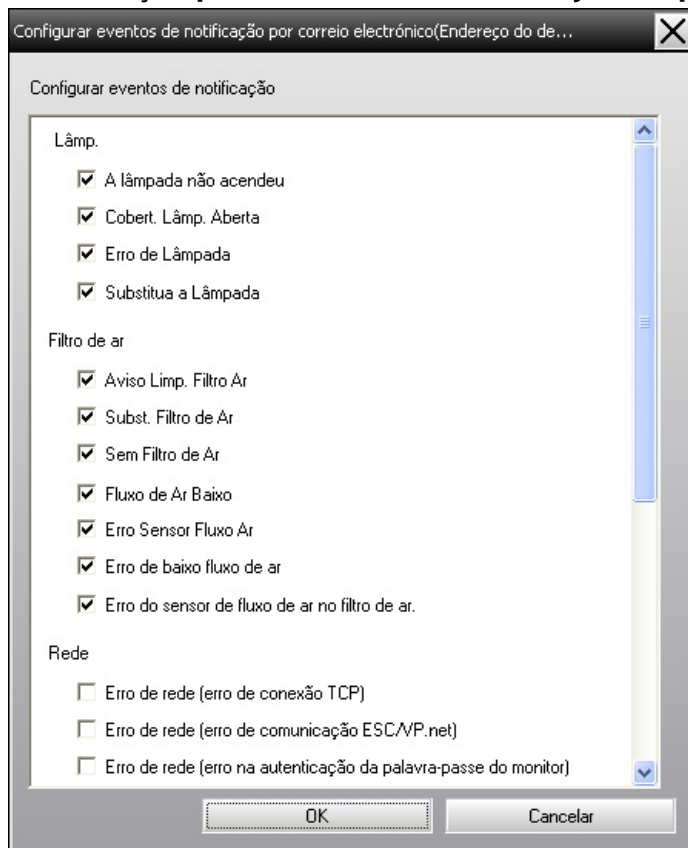 Configurar eventos de notificação por correio electrónico(Endereço do de...
Configurar eventos de notificação
Lâmp.
A lâmpada não acendeu
Cobert. Lâmp. Aberta
Erro de Lâmpada
Substitua a Lâmpada
Filtro de ar
Aviso Limp. Filtro Ar
Subst. Filtro de Ar
Sem Filtro de Ar
Fluxo de Ar Baixo
Erro Sensor Fluxo Ar
Erro de baixo fluxo de ar
Erro do sensor de fluxo de ar no filtro de ar.
Rede
Erro de rede (erro de conexão TCP)
Erro de rede (erro de comunicação ESC/VP.net)
Erro de rede (erro na autenticação da palavra-passe do monitor)
OK
Cancelar